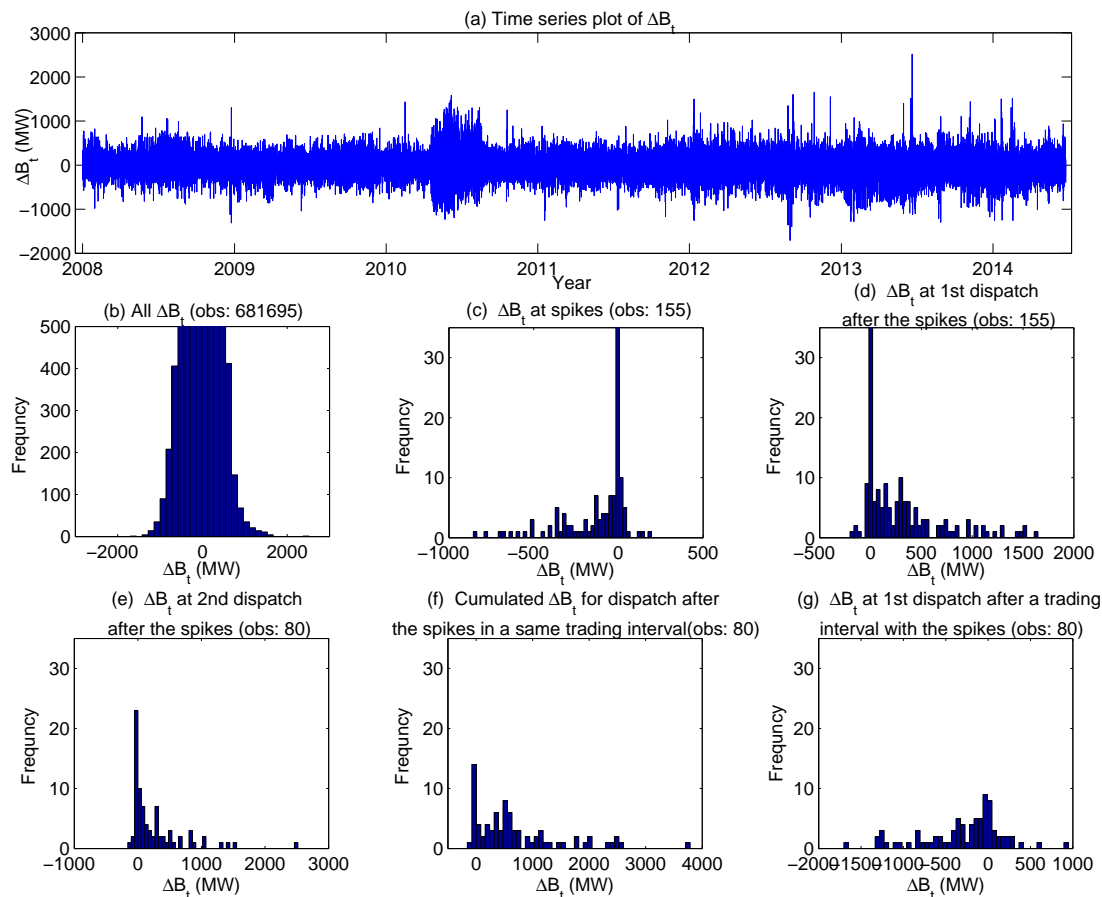 (a) Time series plot of ΔB_t
3000
2000
1000
0
−1000
−2000
ΔB_t (MW)
2008 2009 2010 2011 2012 2013 2014
Year
(b) All ΔB_t (obs: 681695)
500
400
300
200
100
0
Frequncy
−2000 0 2000
ΔB_t (MW)
(c) ΔB_t at spikes (obs: 155)
30
20
10
0
Frequncy
−1000 −500 0 500
ΔB_t (MW)
(d) ΔB_t at 1st dispatch
after the spikes (obs: 155)
30
20
10
0
Frequncy
−500 0 500 1000 1500 2000
ΔB_t (MW)
(e) ΔB_t at 2nd dispatch
after the spikes (obs: 80)
30
20
10
0
Frequncy
−1000 0 1000 2000 3000
ΔB_t (MW)
(f) Cumulated ΔB_t for dispatch after
the spikes in a same trading interval(obs: 80)
30
20
10
0
Frequncy
0 1000 2000 3000 4000
ΔB_t (MW)
(g) ΔB_t at 1st dispatch after a trading
interval with the spikes (obs: 80)
30
20
10
0
Frequncy
−2000 −1500 −1000 −500 0 500 1000
ΔB_t (MW)